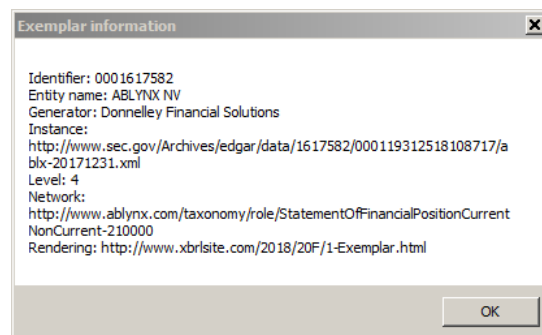 Exemplar information
Identifier: 0001617582
Entity name: ABLYNX NV
Generator: Donnelley Financial Solutions
Instance:
http://www.sec.gov/Archives/edgar/data/1617582/000119312518108717/a
blx-20171231.xml
Level: 4
Network:
http://www.ablynx.com/taxonomy/role/StatementOfFinancialPositionCurrent
NonCurrent-210000
Rendering: http://www.xbrlsite.com/2018/20F/1-Exemplar.html
OK